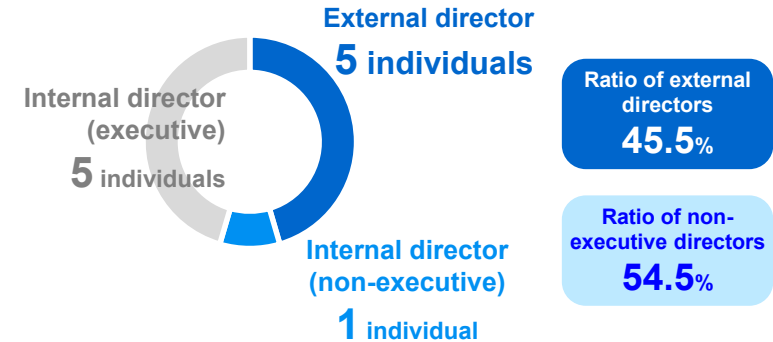 External director
5 individuals
Internal director
(executive)
5 individuals
Internal director
(non-executive)
1 individual
Ratio of external
directors
45.5%
Ratio of non-
executive directors
54.5%